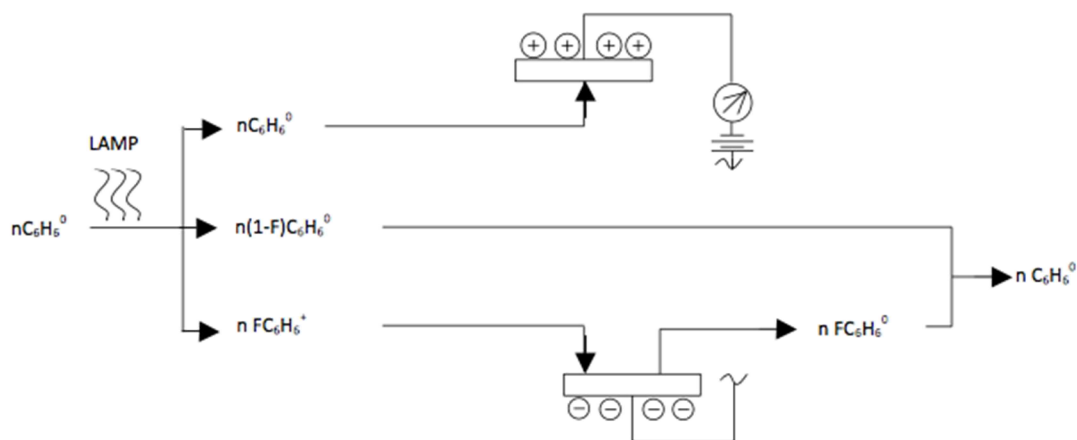 LAMP
nC₆H₆⁰
nC₆H₆⁰
n(1-F)C₆H₆⁰
n FC₆H₆⁺
+ + + +
n C₆H₆⁰
n FC₆H₆⁰
− − − −